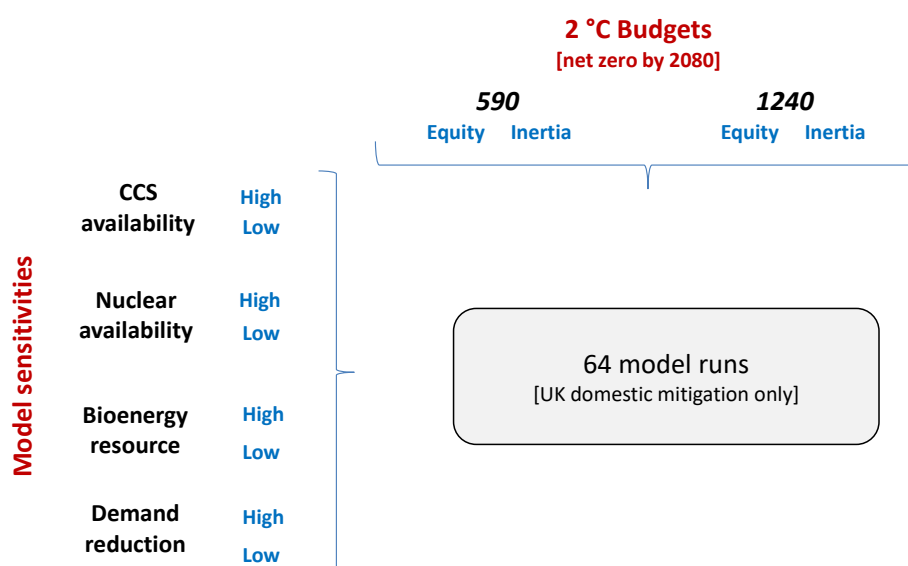 2 °C Budgets
[net zero by 2080]
590
1240
Equity Inertia
Equity Inertia
Model sensitivities
CCS
availability
High
Low
Nuclear
availability
High
Low
Bioenergy
resource
High
Low
Demand
reduction
High
Low
64 model runs
[UK domestic mitigation only]